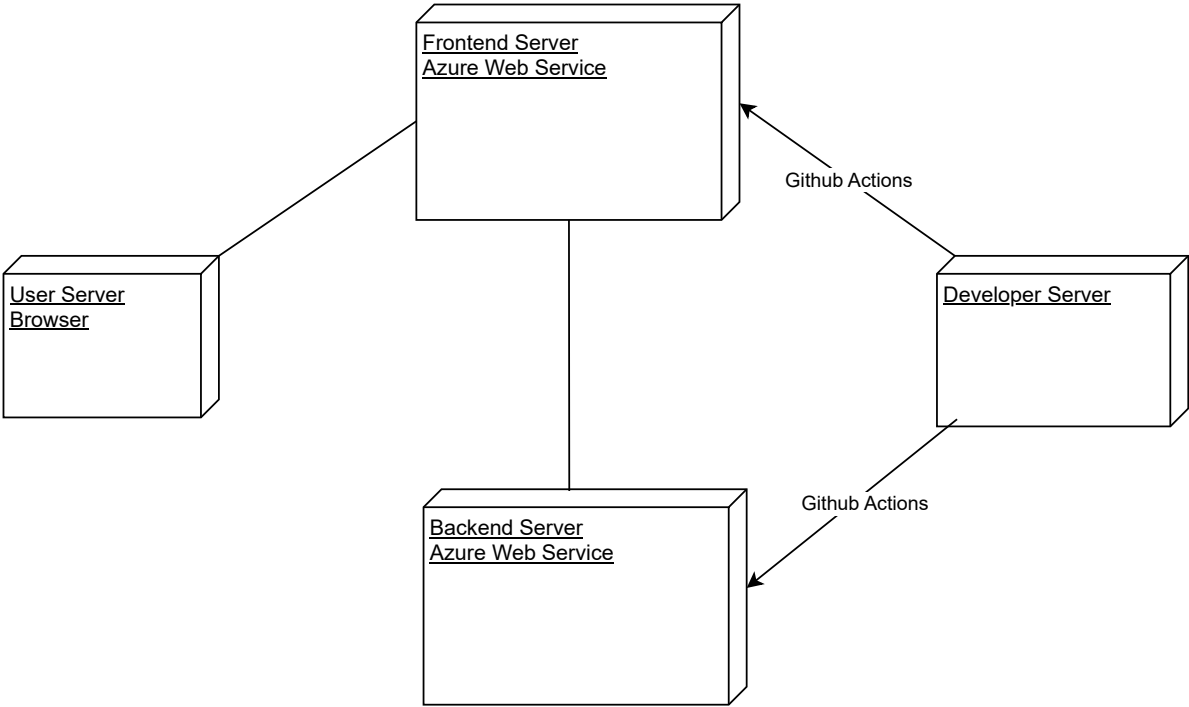 Frontend Server
Azure Web Service
Github Actions
User Server
Browser
Developer Server
Github Actions
Backend Server
Azure Web Service